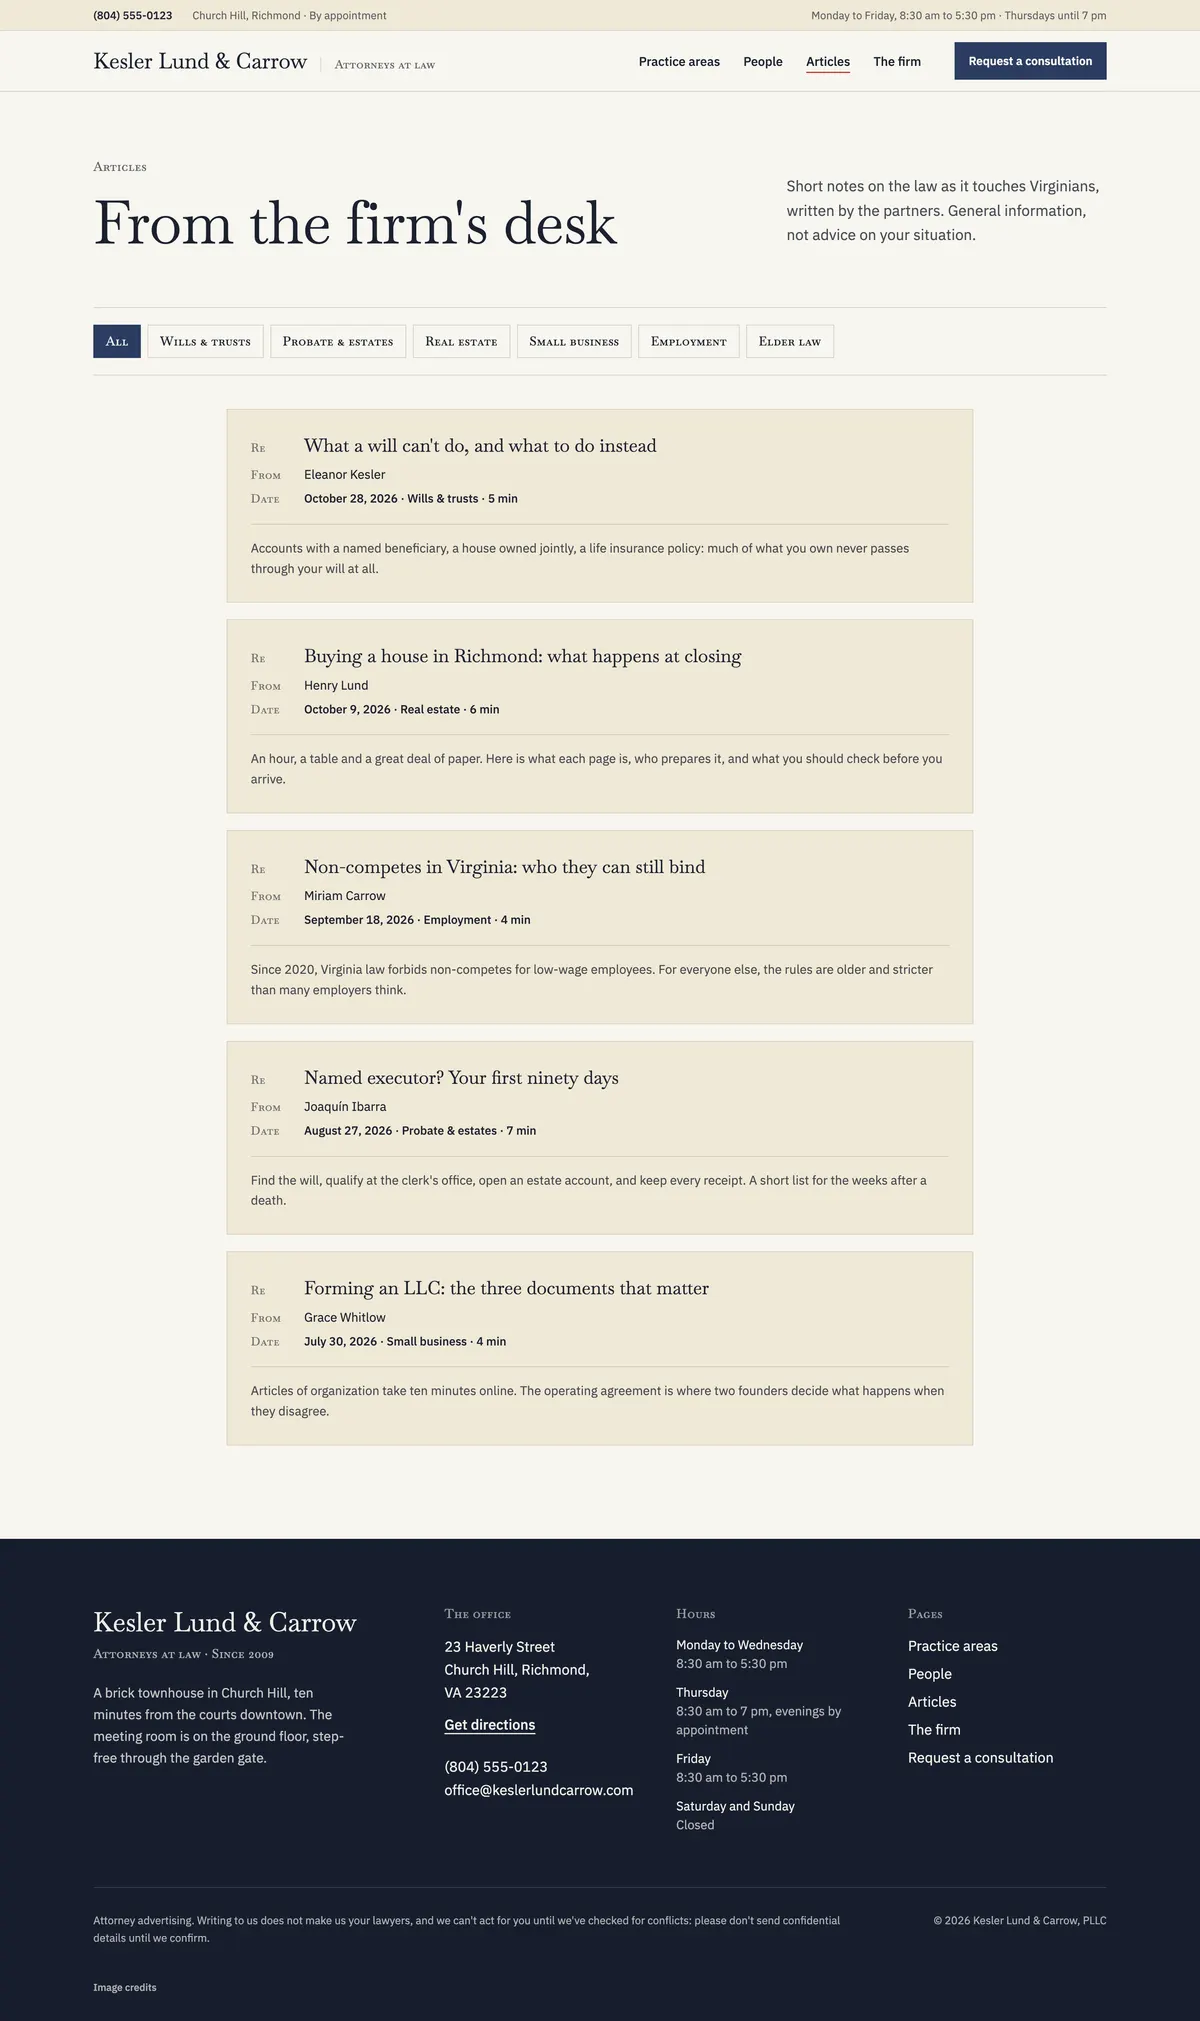 (804) 555-0123 Church Hill, Richmond · By appointment Monday to Friday, 8:30 am to 5:30 pm · Thursdays until 7 pm
Kesler Lund & Carrow Attorneys at law Practice areas People Articles The firm Request a consultation
Articles
From the firm's desk
Short notes on the law as it touches Virginians,
written by the partners. General information,
not advice on your situation.
All Wills & trusts Probate & estates Real estate Small business Employment Elder law
Re What a will can't do, and what to do instead
From Eleanor Kesler
Date October 28, 2026 · Wills & trusts · 5 min
Accounts with a named beneficiary, a house owned jointly, a life insurance policy: much of what you own never passes
through your will at all.
Re Buying a house in Richmond: what happens at closing
From Henry Lund
Date October 9, 2026 · Real estate · 6 min
An hour, a table and a great deal of paper. Here is what each page is, who prepares it, and what you should check before you
arrive.
Re Non-competes in Virginia: who they can still bind
From Miriam Carrow
Date September 18, 2026 · Employment · 4 min
Since 2020, Virginia law forbids non-competes for low-wage employees. For everyone else, the rules are older and stricter
than many employers think.
Re Named executor? Your first ninety days
From Joaquín Ibarra
Date August 27, 2026 · Probate & estates · 7 min
Find the will, qualify at the clerk's office, open an estate account, and keep every receipt. A short list for the weeks after a
death.
Re Forming an LLC: the three documents that matter
From Grace Whitlow
Date July 30, 2026 · Small business · 4 min
Articles of organization take ten minutes online. The operating agreement is where two founders decide what happens when
they disagree.
Kesler Lund & Carrow
Attorneys at law · Since 2009
A brick townhouse in Church Hill, ten
minutes from the courts downtown. The
meeting room is on the ground floor, step-
free through the garden gate.
The office
23 Haverly Street
Church Hill, Richmond,
VA 23223
Get directions
(804) 555-0123
office@keslerlundcarrow.com
Hours
Monday to Wednesday
8:30 am to 5:30 pm
Thursday
8:30 am to 7 pm, evenings by
appointment
Friday
8:30 am to 5:30 pm
Saturday and Sunday
Closed
Pages
Practice areas
People
Articles
The firm
Request a consultation
Attorney advertising. Writing to us does not make us your lawyers, and we can't act for you until we've checked for conflicts: please don't send confidential
details until we confirm.
© 2026 Kesler Lund & Carrow, PLLC
Image credits